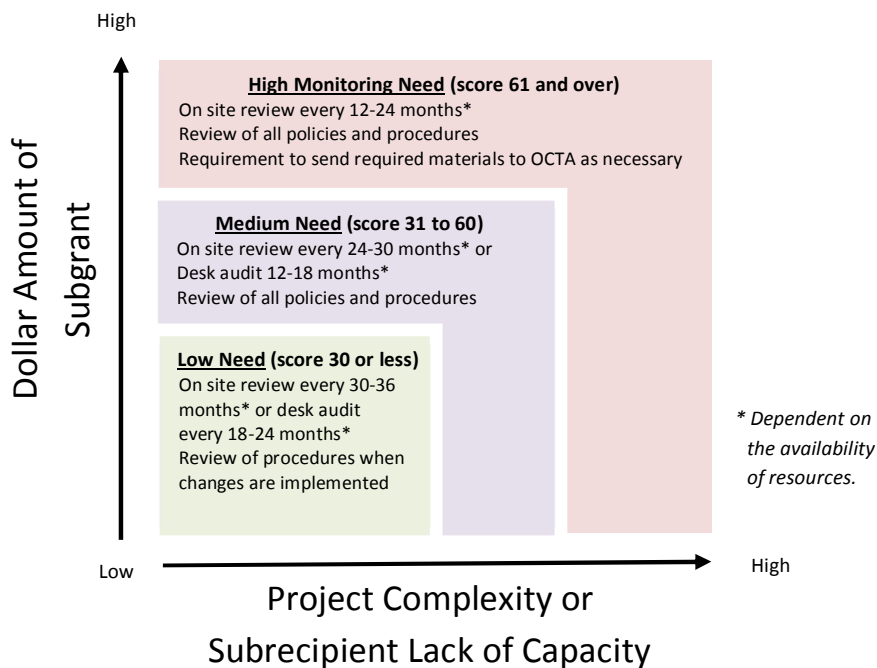 High
Dollar Amount of
Subgrant
High Monitoring Need (score 61 and over)
On site review every 12-24 months*
Review of all policies and procedures
Requirement to send required materials to OCTA as necessary
Medium Need (score 31 to 60)
On site review every 24-30 months* or
Desk audit 12-18 months*
Review of all policies and procedures
Low Need (score 30 or less)
On site review every 30-36
months* or desk audit
every 18-24 months*
Review of procedures when
changes are implemented
* Dependent on
the availability
of resources.
Low
High
Project Complexity or
Subrecipient Lack of Capacity